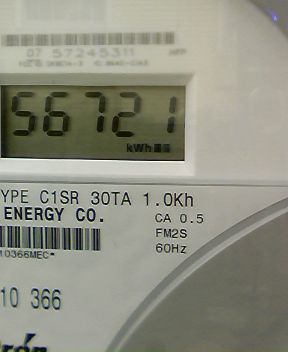 07 57245311
56721
kWh
YPE C1SR 30TA 1.0Kh
ENERGY CO.
CA 0.5
FM2S
60Hz
10366MEC*
10 366